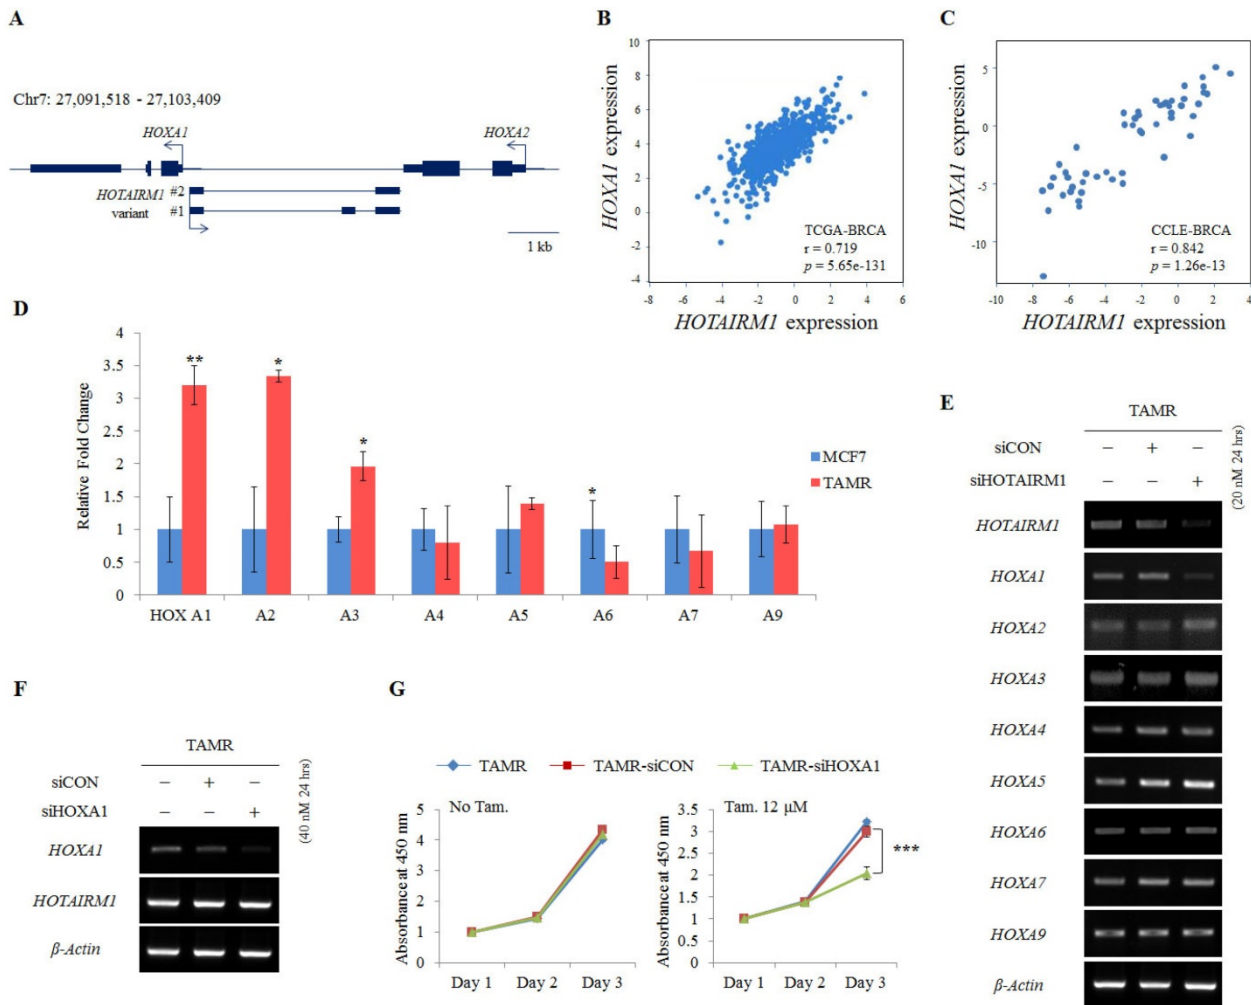 A
Chr7: 27,091,518 - 27,103,409
HOXA1
HOXA2
HOTAIRM1 #2
variant #1
1 kb
B
HOXA1 expression
10
8
6
4
2
0
2
4
-8 -6 -4 -2 0 2 4 6
TCGA-BRCA
r = 0.719
p = 5.65e-131
HOTAIRM1 expression
C
HOXA1 expression
5
0
-5
-10
-10 -8 -6 -4 -2 0 2 4
CCLE-BRCA
r = 0.842
p = 1.26e-13
HOTAIRM1 expression
D
Relative Fold Change
4
3.5
3
2.5
2
1.5
1
0.5
0
** * * *
MCF7
TAMR
HOX A1 A2 A3 A4 A5 A6 A7 A9
E
TAMR
siCON − + −
siHOTAIRM1 − − +
(20 nM 24 hrs)
HOTAIRM1
HOXA1
HOXA2
HOXA3
HOXA4
HOXA5
HOXA6
HOXA7
HOXA9
β-Actin
F
TAMR
siCON − + −
siHOXA1 − − +
(40 nM 24 hrs)
HOXA1
HOTAIRM1
β-Actin
G
TAMR TAMR-siCON TAMR-siHOXA1
No Tam.
Absorbance at 450 nm
5
4
3
2
1
0
Day 1 Day 2 Day 3
Tam. 12 μM
Absorbance at 450 nm
3.5
3
2.5
2
1.5
1
0.5
0
***
Day 1 Day 2 Day 3